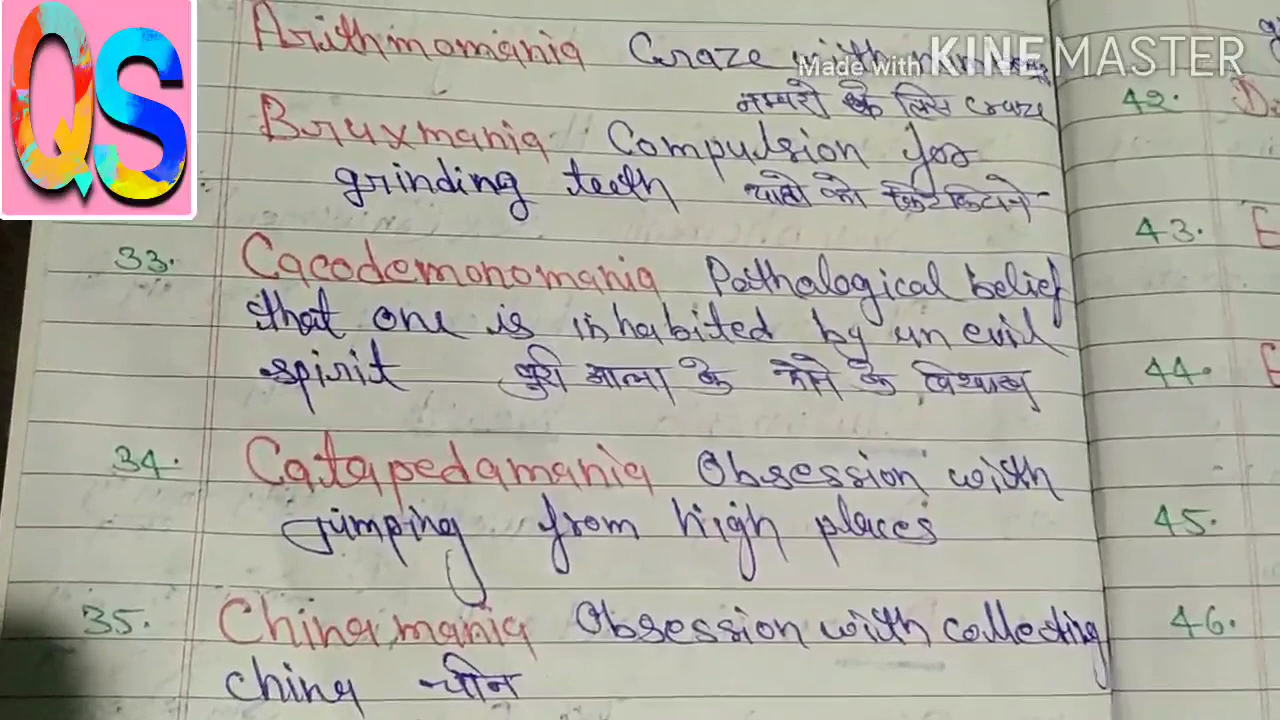 QS
Made with KINEMASTER
Arithmomania Craze with
नम्बरो के लिए craze
Bruxmania Compulsion for
grinding teeth दातो को किटकिटाने
33. Cacodemonomania Pathological belief
that one is inhabited by un evil
spirit बुरी आत्मा के होने के विश्वास
34. Catapedamania Obsession with
jumping from high places
35. Chinamania Obsession with collecting
china चीन
42. D
43. E
44. E
45.
46.